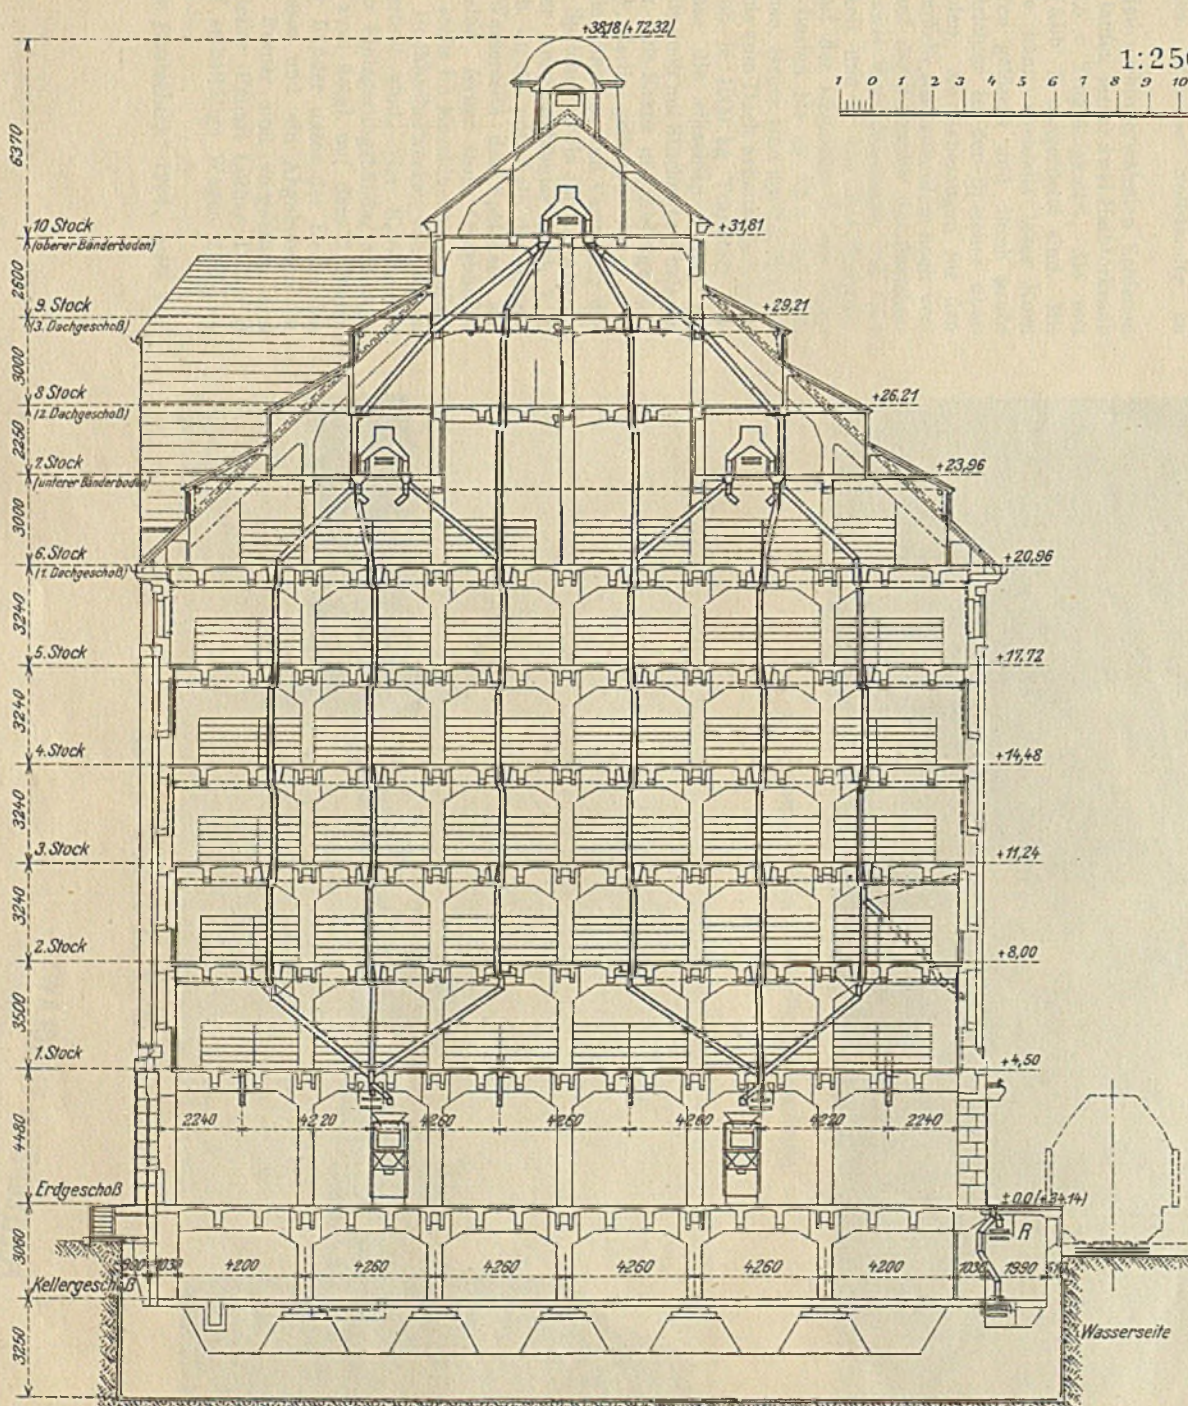 +38,18 (+72,32)
1:250
1 0 1 2 3 4 5 6 7 8 9 10
6370
10 Stock
(oberer Bänderboden)
+31,81
2600
9. Stock
(3. Dachgeschoß)
+29,21
3000
8 Stock
(2. Dachgeschoß)
+26,21
2250
7. Stock
(unterer Bänderboden)
+23,96
3000
6. Stock
(1. Dachgeschoß)
+20,96
3240
5. Stock
+17,72
3240
4. Stock
+14,48
3240
3. Stock
+11,24
3240
2. Stock
+8,00
3500
1. Stock
+4,50
4480
2240 4220 4260 4260 4260 4220 2240
Erdgeschoß
± 0,0 (+34.14)
R
3060
1030 4200 4260 4260 4260 4260 4200 1030 1990
Kellergeschoß
3250
Wasserseite